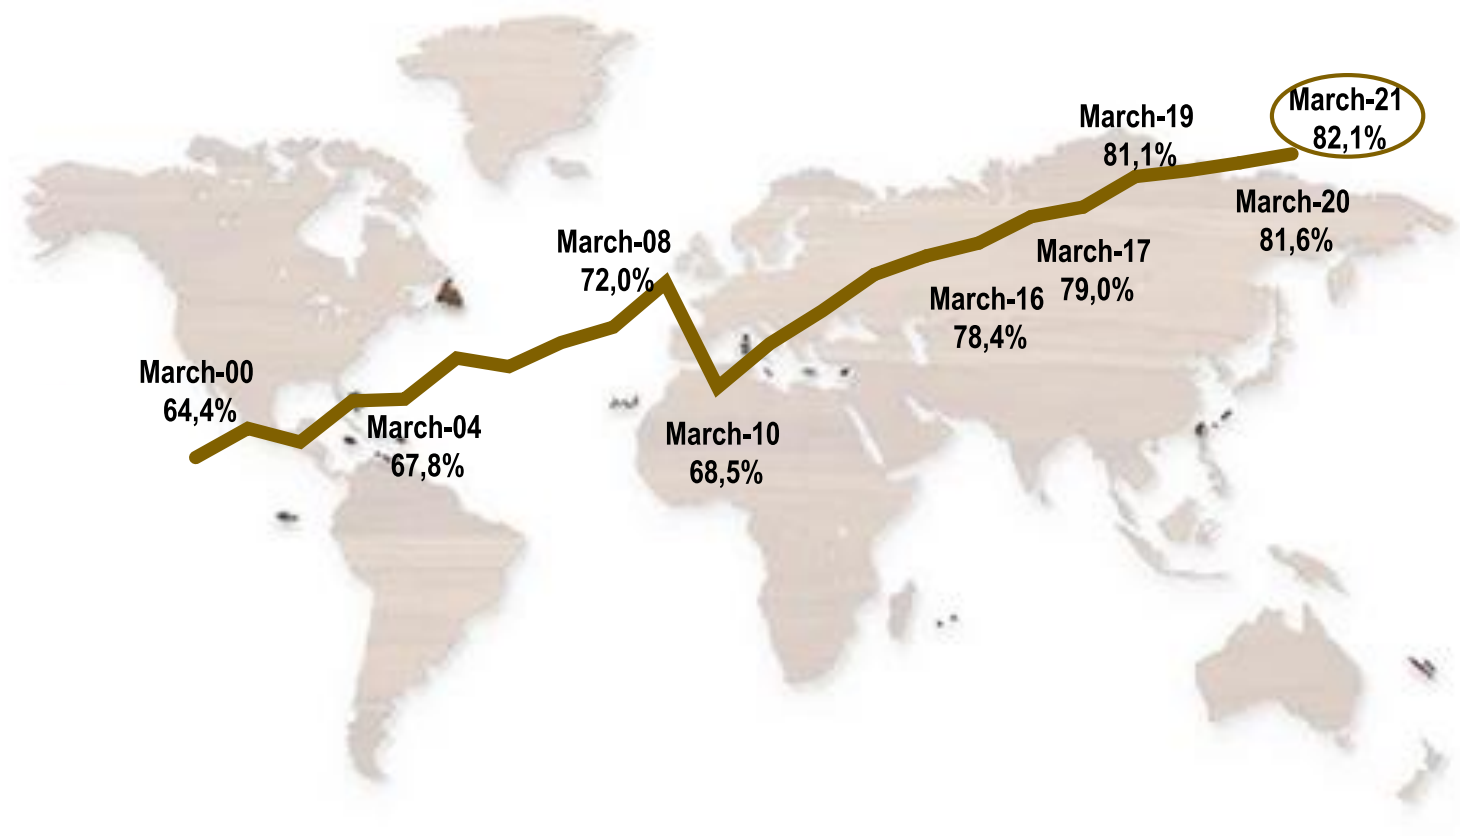 March-00
64,4%
March-04
67,8%
March-08
72,0%
March-10
68,5%
March-16
78,4%
March-17
79,0%
March-19
81,1%
March-20
81,6%
March-21
82,1%